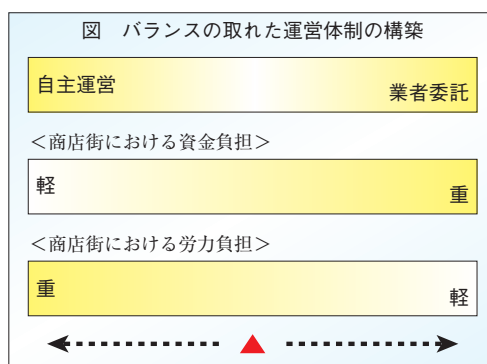 図　バランスの取れた運営体制の構築
自主運営
業者委託
＜商店街における資金負担＞
軽
重
＜商店街における労力負担＞
重
軽